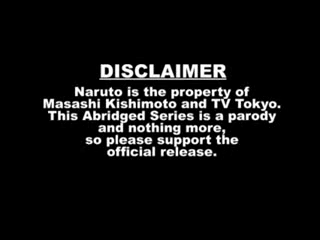 DISCLAIMER
Naruto is the property of
Masashi Kishimoto and TV Tokyo.
This Abridged Series is a parody
and nothing more,
so please support the
official release.